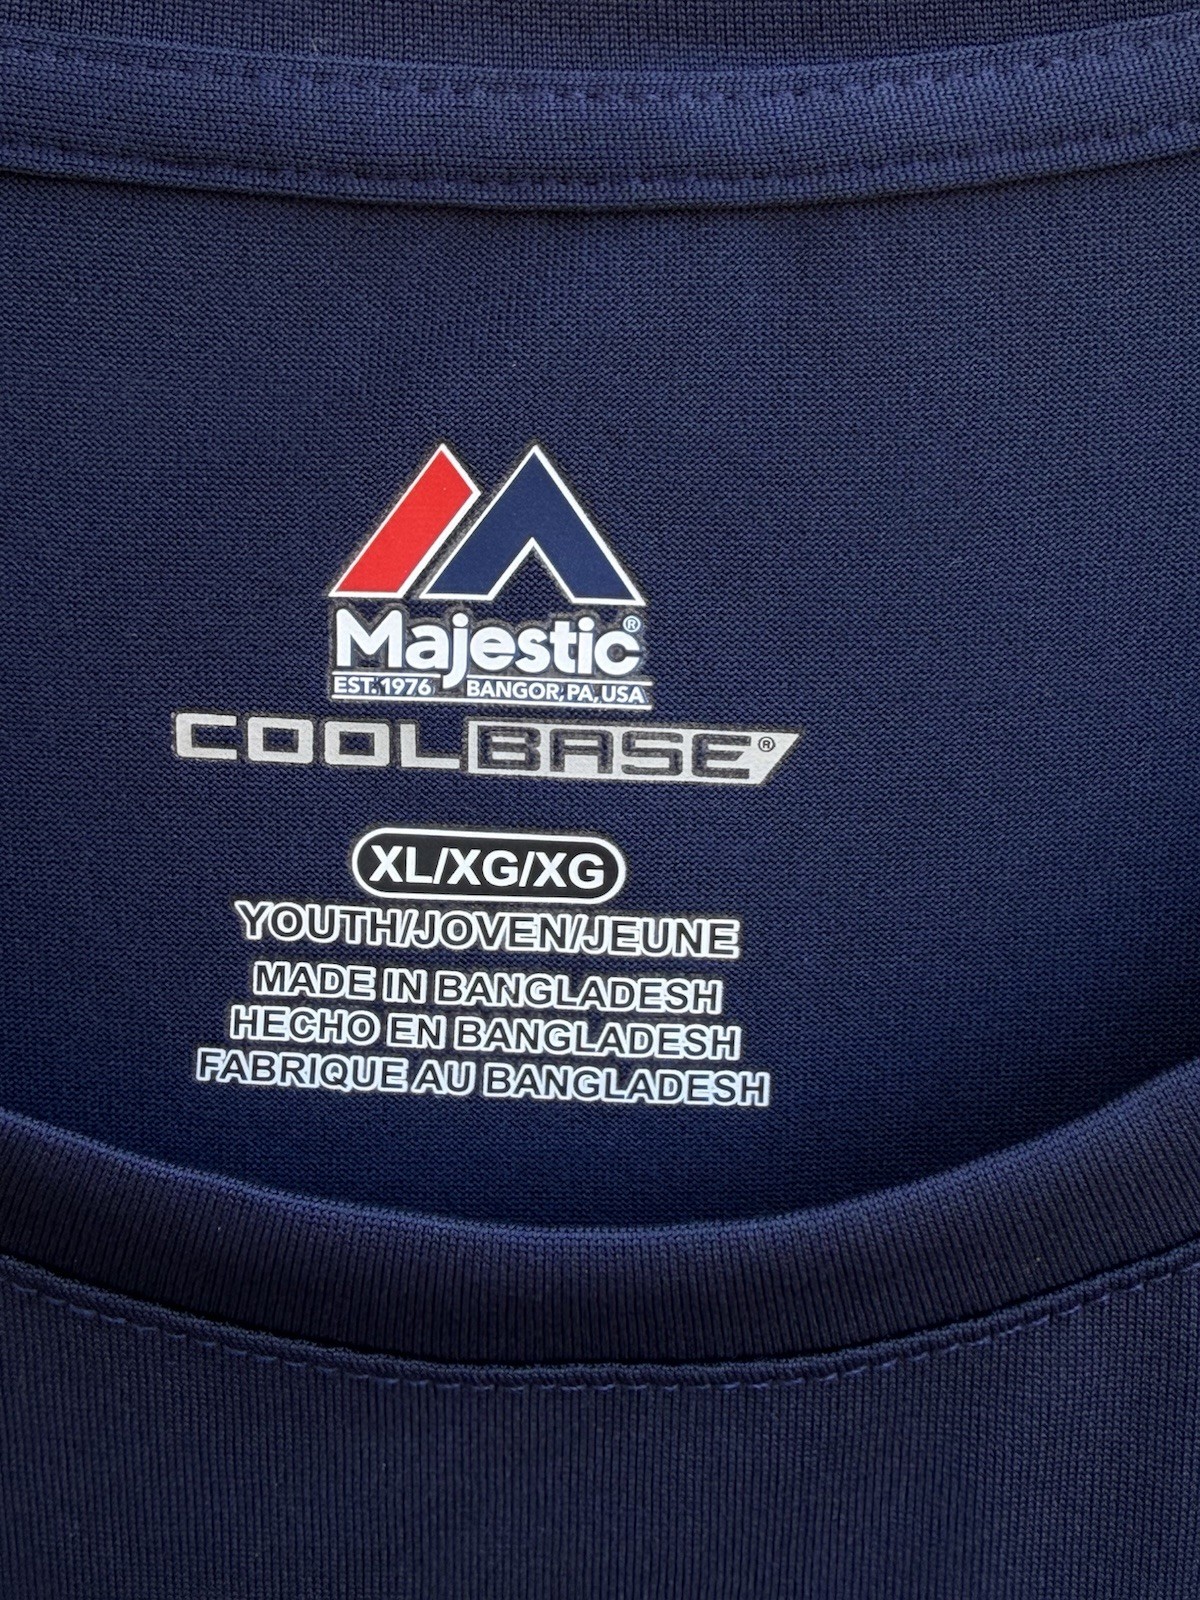 Majestic®
EST. 1976 BANGOR, PA, USA
COOLBASE®
XL/XG/XG
YOUTH/JOVEN/JEUNE
MADE IN BANGLADESH
HECHO EN BANGLADESH
FABRIQUE AU BANGLADESH